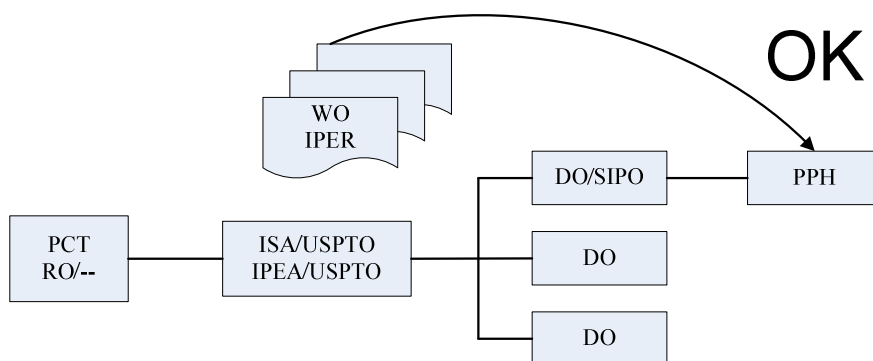 OK
WO
IPER
DO/SIPO
PPH
PCT
RO/--
ISA/USPTO
IPEA/USPTO
DO
DO